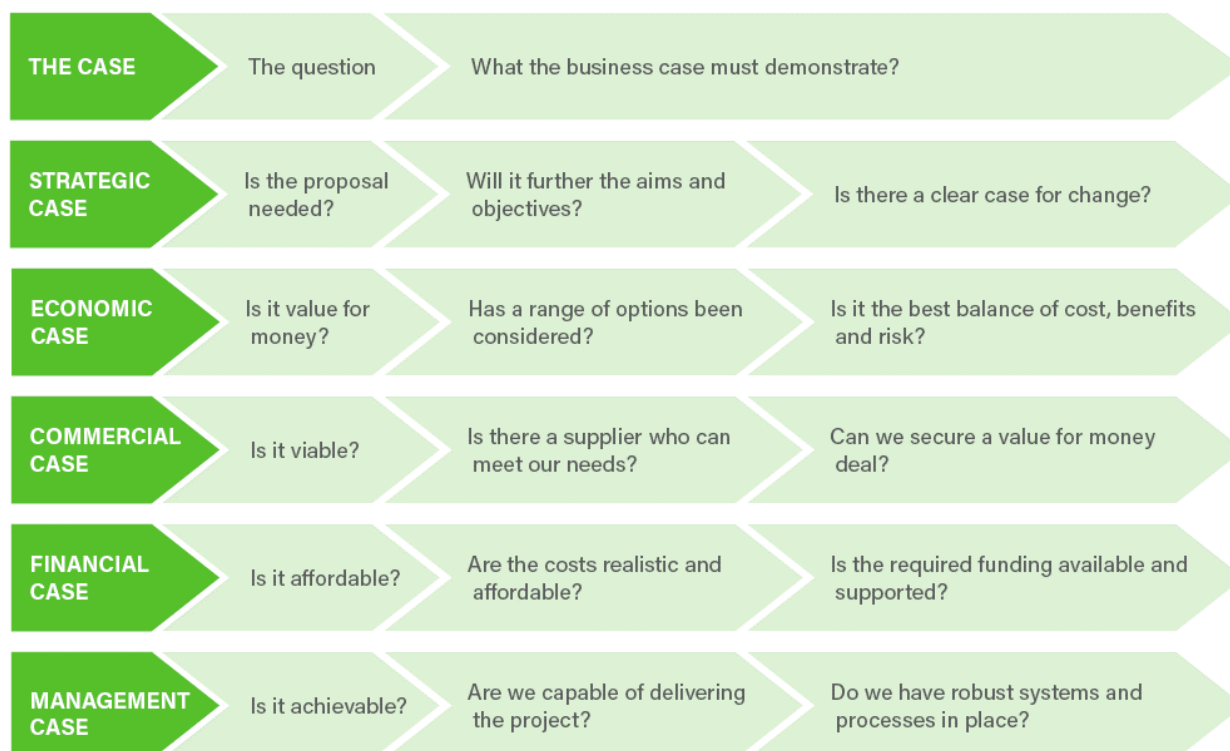 THE CASE
The question
What the business case must demonstrate?
STRATEGIC
CASE
Is the proposal
needed?
Will it further the aims and
objectives?
Is there a clear case for change?
ECONOMIC
CASE
Is it value for
money?
Has a range of options been
considered?
Is it the best balance of cost, benefits
and risk?
COMMERCIAL
CASE
Is it viable?
Is there a supplier who can
meet our needs?
Can we secure a value for money
deal?
FINANCIAL
CASE
Is it affordable?
Are the costs realistic and
affordable?
Is the required funding available and
supported?
MANAGEMENT
CASE
Is it achievable?
Are we capable of delivering
the project?
Do we have robust systems and
processes in place?